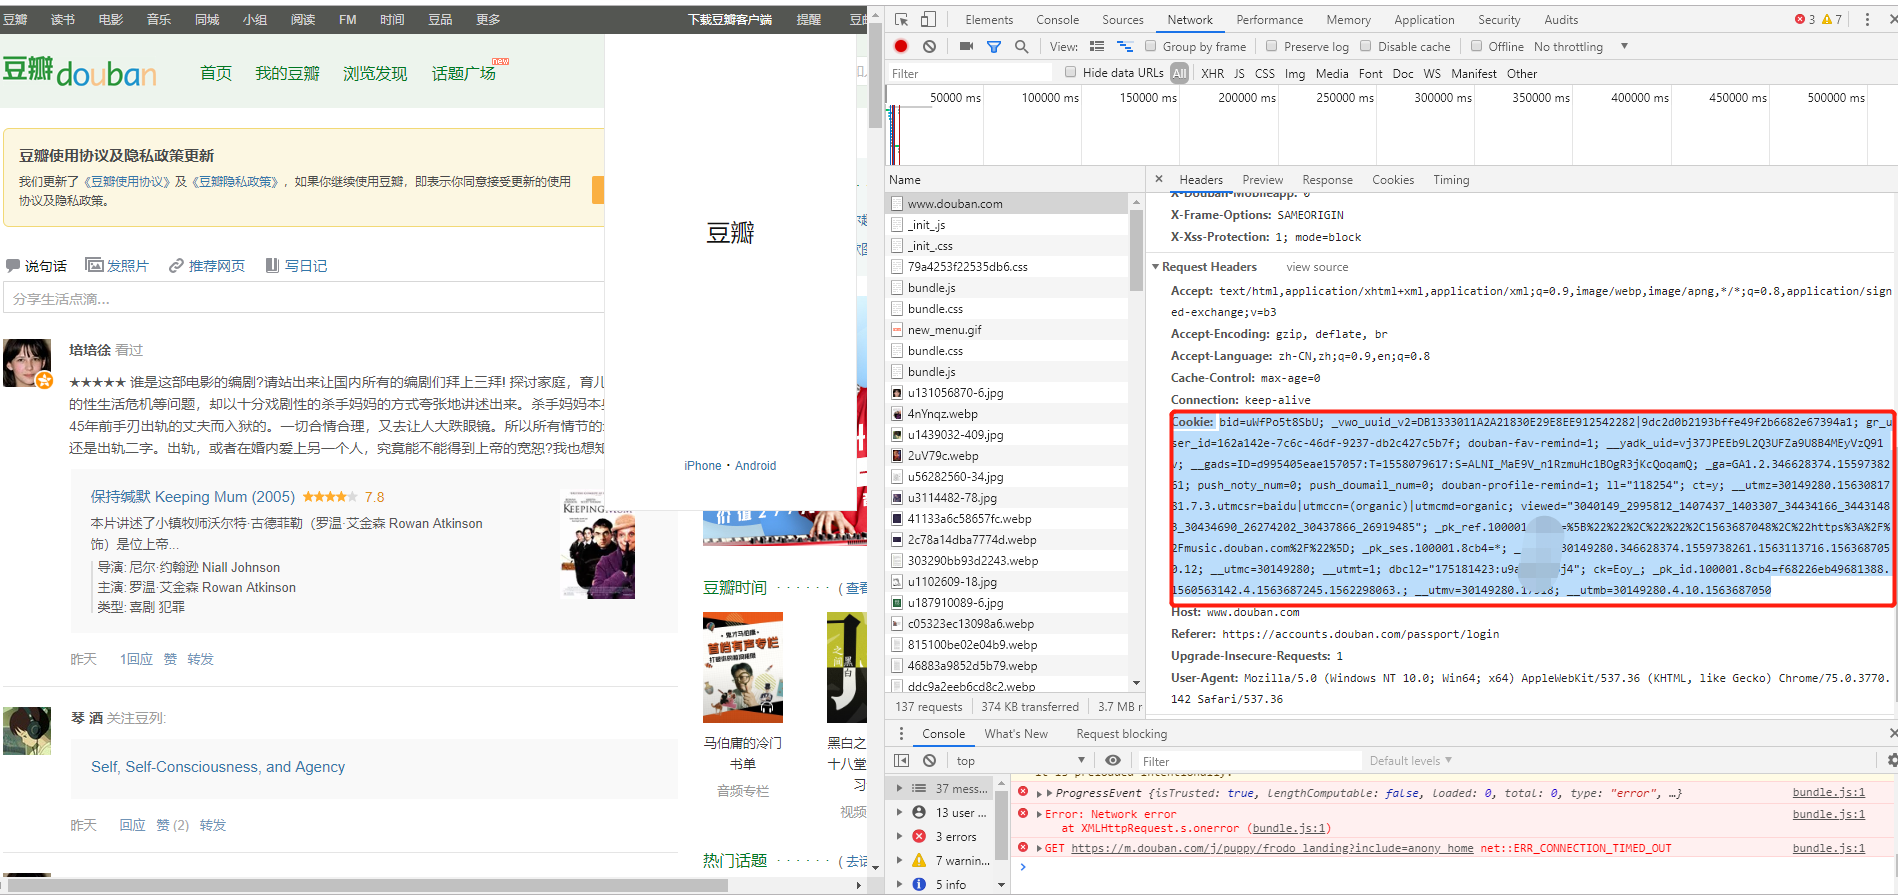 豆瓣 读书 电影 音乐 同城 小组 阅读 FM 时间 豆品 更多 下载豆瓣客户端 提醒 豆邮
豆瓣 douban 首页 我的豆瓣 浏览发现 话题广场 new
豆瓣使用协议及隐私政策更新
我们更新了《豆瓣使用协议》及《豆瓣隐私政策》，如果你继续使用豆瓣，即表示你同意接受更新的使用
协议及隐私政策。
豆瓣
iPhone · Android
说句话 发照片 推荐网页 写日记
分享生活点滴...
培培徐 看过
★★★★★ 谁是这部电影的编剧?请站出来让国内所有的编剧们拜上三拜! 探讨家庭，育儿
的性生活危机等问题，却以十分戏剧性的杀手妈妈的方式夸张地讲述出来。杀手妈妈本身
45年前手刃出轨的丈夫而入狱的。一切合情合理，又去让人大跌眼镜。所以所有情节的
还是出轨二字。出轨，或者在婚内爱上另一个人，究竟能不能得到上帝的宽恕?我也想知
保持缄默 Keeping Mum (2005) ★★★★★ 7.8
本片讲述了小镇牧师沃尔特·古德菲勒（罗温·艾金森 Rowan Atkinson
饰）是位上帝...
导演: 尼尔·约翰逊 Niall Johnson
主演: 罗温·艾金森 Rowan Atkinson
类型: 喜剧 犯罪
KEEPING MUM
昨天 1回应 赞 转发
琴 酒 关注豆列:
Self, Self-Consciousness, and Agency
昨天 回应 赞 (2) 转发
豆瓣时间 · · · · · · ( 查看
首档有声专栏
黑白
之道
马伯庸的冷门
书单
音频专栏
黑白之
十八堂
习
视频
热门话题 · · · · · · ( 去话
Elements Console Sources Network Performance Memory Application Security Audits 3 7
View: Group by frame Preserve log Disable cache Offline No throttling
Filter Hide data URLs All XHR JS CSS Img Media Font Doc WS Manifest Other
50000 ms 100000 ms 150000 ms 200000 ms 250000 ms 300000 ms 350000 ms 400000 ms 450000 ms 500000 ms
Name
www.douban.com
_init_.js
_init_.css
79a4253f22535db6.css
bundle.js
bundle.css
new_menu.gif
bundle.css
bundle.js
u131056870-6.jpg
4nYnqz.webp
u1439032-409.jpg
2uV79c.webp
u56282560-34.jpg
u3114482-78.jpg
41133a6c58657fc.webp
2c78a14dba7774d.webp
303290bb93d2243.webp
u1102609-18.jpg
u187910089-6.jpg
c05323ec13098a6.webp
815100be02e04b9.webp
46883a9852d5b79.webp
ddc9a2eeb6cd8c2.webp
137 requests 374 KB transferred 3.7 MB r
× Headers Preview Response Cookies Timing
X-Douban-Mobileapp: 0
X-Frame-Options: SAMEORIGIN
X-Xss-Protection: 1; mode=block
Request Headers view source
Accept: text/html,application/xhtml+xml,application/xml;q=0.9,image/webp,image/apng,*/*;q=0.8,application/sign
ed-exchange;v=b3
Accept-Encoding: gzip, deflate, br
Accept-Language: zh-CN,zh;q=0.9,en;q=0.8
Cache-Control: max-age=0
Connection: keep-alive
Cookie: bid=uWfPo5t8SbU; _vwo_uuid_v2=DB1333011A2A21830E29E8EE912542282|9dc2d0b2193bffe49f2b6682e67394a1; gr_u
ser_id=162a142e-7c6c-46df-9237-db2c427c5b7f; douban-fav-remind=1; __yadk_uid=vj37JPEEb9L2Q3UFZa9U8B4MEyVzQ91
v; __gads=ID=d995405eae157057:T=1558079617:S=ALNI_MaE9V_n1RzmuHc1BOgR3jKcQoqamQ; _ga=GA1.2.346628374.15597382
61; push_noty_num=0; push_doumail_num=0; douban-profile-remind=1; ll="118254"; ct=y; __utmz=30149280.15630817
81.7.3.utmcsr=baidu|utmccn=(organic)|utmcmd=organic; viewed="3040149_2995812_1407437_1403307_34434166_3443148
3_30434690_26274202_30437866_26919485"; _pk_ref.100001 =%5B%22%22%2C%22%22%2C1563687048%2C%22https%3A%2F%
2Fmusic.douban.com%2F%22%5D; _pk_ses.100001.8cb4=*; 30149280.346628374.1559738261.1563113716.156368705
0.12; __utmc=30149280; __utmt=1; dbcl2="175181423:u9 j4"; ck=Eoy_; _pk_id.100001.8cb4=f68226eb49681388.
1560563142.4.1563687245.1562298063.; __utmv=30149280.17518; __utmb=30149280.4.10.1563687050
Host: www.douban.com
Referer: https://accounts.douban.com/passport/login
Upgrade-Insecure-Requests: 1
User-Agent: Mozilla/5.0 (Windows NT 10.0; Win64; x64) AppleWebKit/537.36 (KHTML, like Gecko) Chrome/75.0.3770.
142 Safari/537.36
Console What's New Request blocking
top Filter Default levels
37 mess...
13 user ...
3 errors
7 warnin...
5 info
it is preloaded intentionally.
ProgressEvent {isTrusted: true, lengthComputable: false, loaded: 0, total: 0, type: "error", …} bundle.js:1
Error: Network error bundle.js:1
at XMLHttpRequest.s.onerror (bundle.js:1)
GET https://m.douban.com/j/puppy/frodo_landing?include=anony_home net::ERR_CONNECTION_TIMED_OUT bundle.js:1